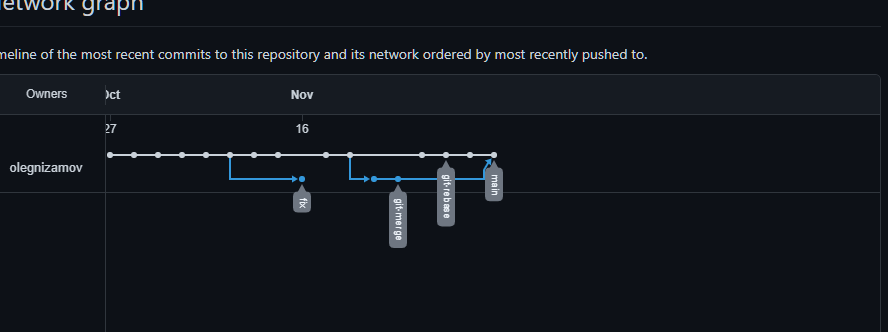 network graph
meline of the most recent commits to this repository and its network ordered by most recently pushed to.
Owners Oct Nov
27 16
olegnizamov
fix
git-merge
git-rebase
main